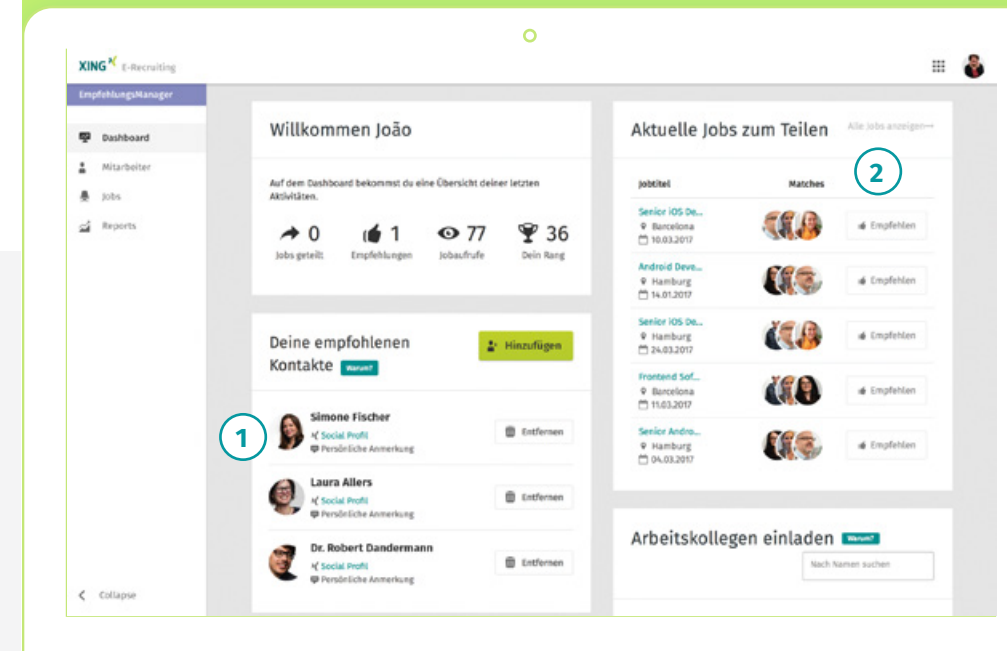 XING E-Recruiting
EmpfehlungsManager
Dashboard
Mitarbeiter
Jobs
Reports
Collapse
Willkommen João
Auf dem Dashboard bekommst du eine Übersicht deiner letzten
Aktivitäten.
0
Jobs geteilt
1
Empfehlungen
77
Jobaufrufe
36
Dein Rang
Deine empfohlenen
Kontakte Warum?
Hinzufügen
1
Simone Fischer
Social Profil
Persönliche Anmerkung
Entfernen
Laura Allers
Social Profil
Persönliche Anmerkung
Entfernen
Dr. Robert Dandermann
Social Profil
Persönliche Anmerkung
Entfernen
Aktuelle Jobs zum Teilen
Alle Jobs anzeigen
2
Jobtitel Matches
Senior iOS De...
Barcelona
10.03.2017
Empfehlen
Android Deve...
Hamburg
14.01.2017
Empfehlen
Senior iOS De...
Hamburg
24.03.2017
Empfehlen
Frontend Sof...
Barcelona
11.03.2017
Empfehlen
Senior Andro...
Hamburg
04.03.2017
Empfehlen
Arbeitskollegen einladen Warum?
Nach Namen suchen